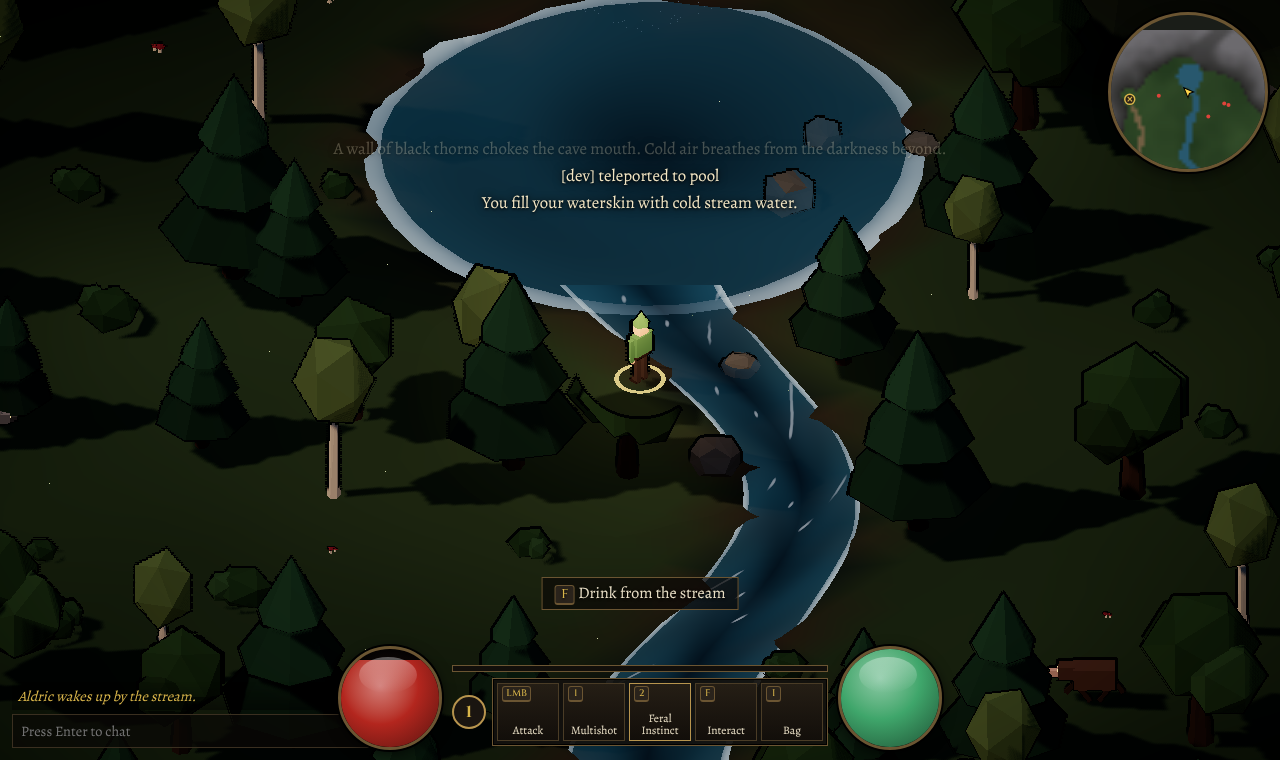 A wall of black thorns chokes the cave mouth. Cold air breathes from the darkness beyond.
[dev] teleported to pool
You fill your waterskin with cold stream water.
F Drink from the stream
Aldric wakes up by the stream.
Press Enter to chat
1
LMB Attack
1 Multishot
2 Feral Instinct
F Interact
I Bag